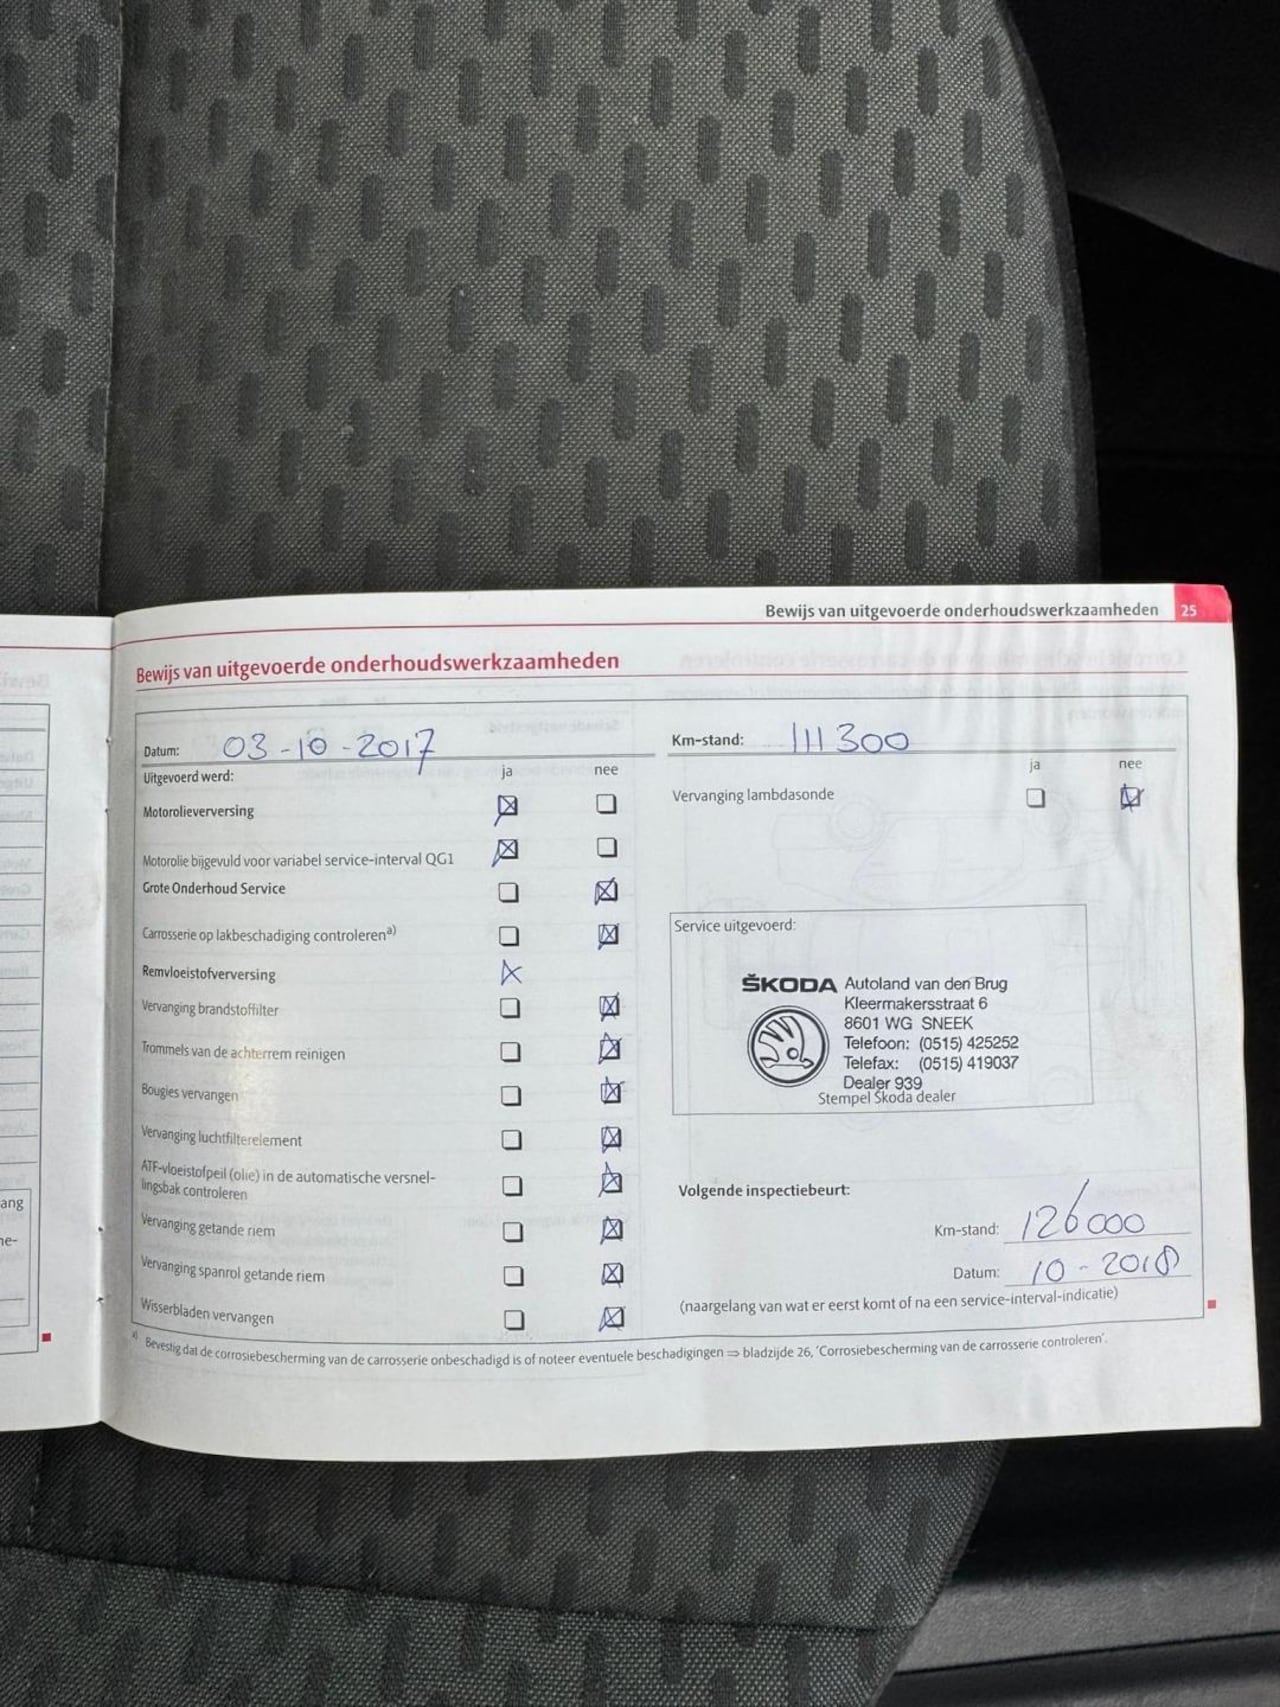 Bewijs van uitgevoerde onderhoudswerkzaamheden 25
Bewijs van uitgevoerde onderhoudswerkzaamheden
Datum: 03-10-2017
Uitgevoerd werd: ja nee
Motorolieverversing
Motorolie bijgevuld voor variabel service-interval QG1
Grote Onderhoud Service
Carrosserie op lakbeschadiging controleren a)
Remvloeistofverversing
Vervanging brandstoffilter
Trommels van de achterrem reinigen
Bougies vervangen
Vervanging luchtfilterelement
ATF-vloeistofpeil (olie) in de automatische versnel-
lingsbak controleren
Vervanging getande riem
Vervanging spanrol getande riem
Wisserbladen vervangen
Km-stand: 111300
ja nee
Vervanging lambdasonde
Service uitgevoerd:
ŠKODA Autoland van den Brug
Kleermakersstraat 6
8601 WG SNEEK
Telefoon: (0515) 425252
Telefax: (0515) 419037
Dealer 939
Stempel Škoda dealer
Volgende inspectiebeurt:
Km-stand: 126000
Datum: 10-2018
(naargelang van wat er eerst komt of na een service-interval-indicatie)
a) Bevestig dat de corrosiebescherming van de carrosserie onbeschadigd is of noteer eventuele beschadigingen ⇒ bladzijde 26, 'Corrosiebescherming van de carrosserie controleren'.
ang
ne-